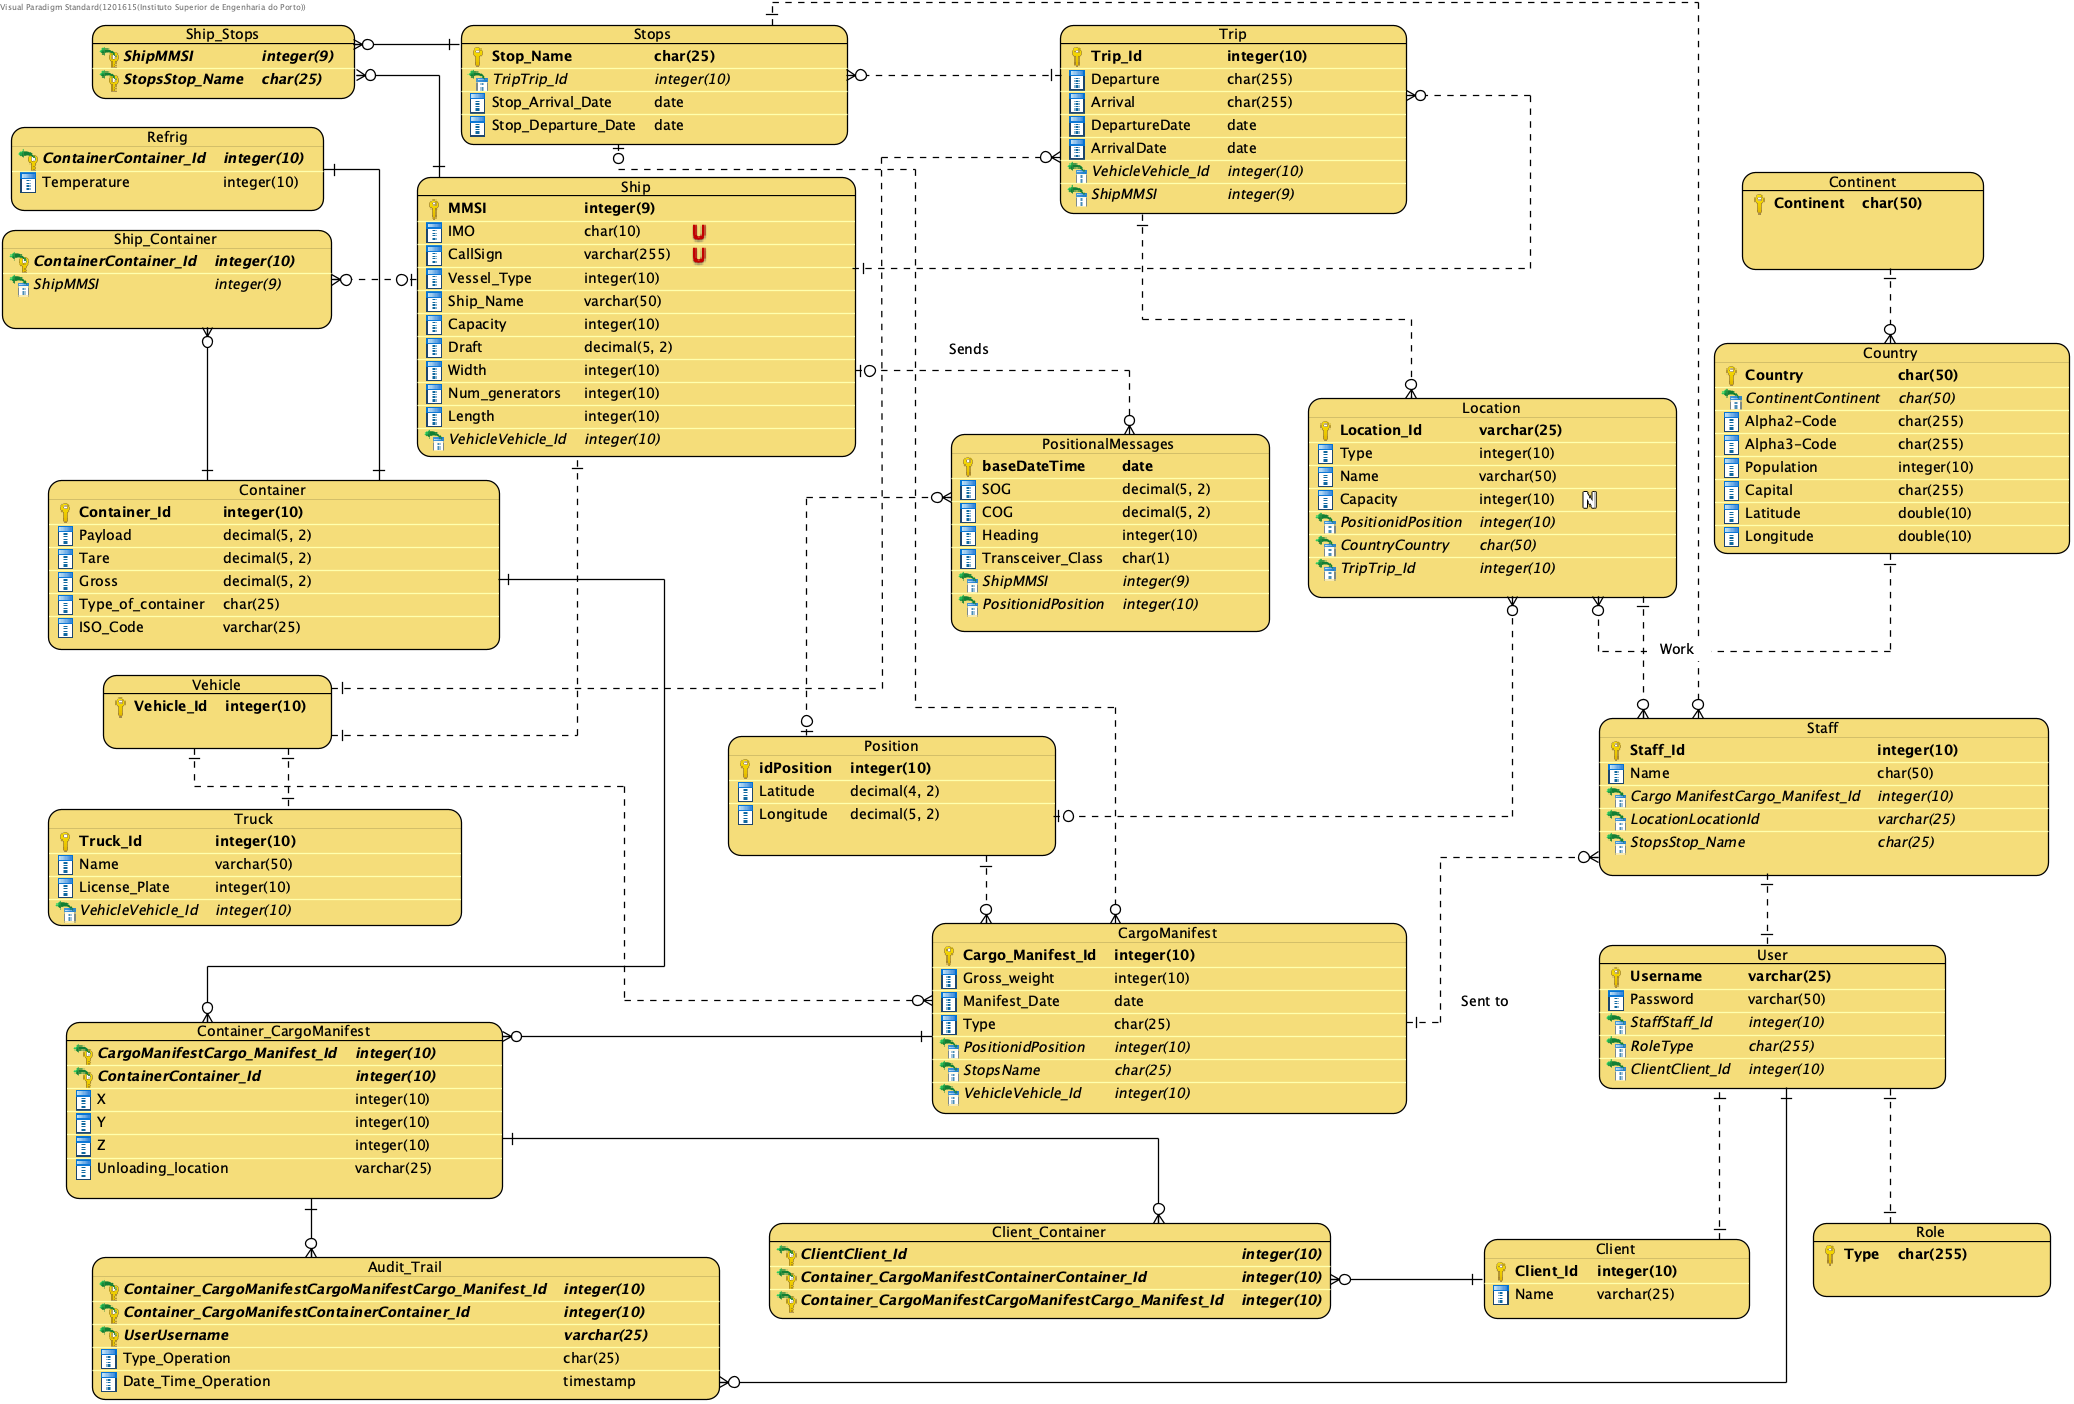 Visual Paradigm Standard(1201615(Instituto Superior de Engenharia do Porto))
Ship_Stops
ShipMMSI integer(9)
StopsStop_Name char(25)
Stops
Stop_Name char(25)
TripTrip_Id integer(10)
Stop_Arrival_Date date
Stop_Departure_Date date
Trip
Trip_Id integer(10)
Departure char(255)
Arrival char(255)
DepartureDate date
ArrivalDate date
VehicleVehicle_Id integer(10)
ShipMMSI integer(9)
Refrig
ContainerContainer_Id integer(10)
Temperature integer(10)
Ship_Container
ContainerContainer_Id integer(10)
ShipMMSI integer(9)
Ship
MMSI integer(9)
IMO char(10) U
CallSign varchar(255) U
Vessel_Type integer(10)
Ship_Name varchar(50)
Capacity integer(10)
Draft decimal(5, 2)
Width integer(10)
Num_generators integer(10)
Length integer(10)
VehicleVehicle_Id integer(10)
Continent
Continent char(50)
Sends
Country
Country char(50)
ContinentContinent char(50)
Alpha2-Code char(255)
Alpha3-Code char(255)
Population integer(10)
Capital char(255)
Latitude double(10)
Longitude double(10)
Location
Location_Id varchar(25)
Type integer(10)
Name varchar(50)
Capacity integer(10) N
PositionidPosition integer(10)
CountryCountry char(50)
TripTrip_Id integer(10)
PositionalMessages
baseDateTime date
SOG decimal(5, 2)
COG decimal(5, 2)
Heading integer(10)
Transceiver_Class char(1)
ShipMMSI integer(9)
PositionidPosition integer(10)
Container
Container_Id integer(10)
Payload decimal(5, 2)
Tare decimal(5, 2)
Gross decimal(5, 2)
Type_of_container char(25)
ISO_Code varchar(25)
Work
Vehicle
Vehicle_Id integer(10)
Position
idPosition integer(10)
Latitude decimal(4, 2)
Longitude decimal(5, 2)
Staff
Staff_Id integer(10)
Name char(50)
Cargo ManifestCargo_Manifest_Id integer(10)
LocationLocationId varchar(25)
StopsStop_Name char(25)
Truck
Truck_Id integer(10)
Name varchar(50)
License_Plate integer(10)
VehicleVehicle_Id integer(10)
CargoManifest
Cargo_Manifest_Id integer(10)
Gross_weight integer(10)
Manifest_Date date
Type char(25)
PositionidPosition integer(10)
StopsName char(25)
VehicleVehicle_Id integer(10)
Sent to
User
Username varchar(25)
Password varchar(50)
StaffStaff_Id integer(10)
RoleType char(255)
ClientClient_Id integer(10)
Container_CargoManifest
CargoManifestCargo_Manifest_Id integer(10)
ContainerContainer_Id integer(10)
X integer(10)
Y integer(10)
Z integer(10)
Unloading_location varchar(25)
Client_Container
ClientClient_Id integer(10)
Container_CargoManifestContainerContainer_Id integer(10)
Container_CargoManifestCargoManifestCargo_Manifest_Id integer(10)
Client
Client_Id integer(10)
Name varchar(25)
Role
Type char(255)
Audit_Trail
Container_CargoManifestCargoManifestCargo_Manifest_Id integer(10)
Container_CargoManifestContainerContainer_Id integer(10)
UserUsername varchar(25)
Type_Operation char(25)
Date_Time_Operation timestamp